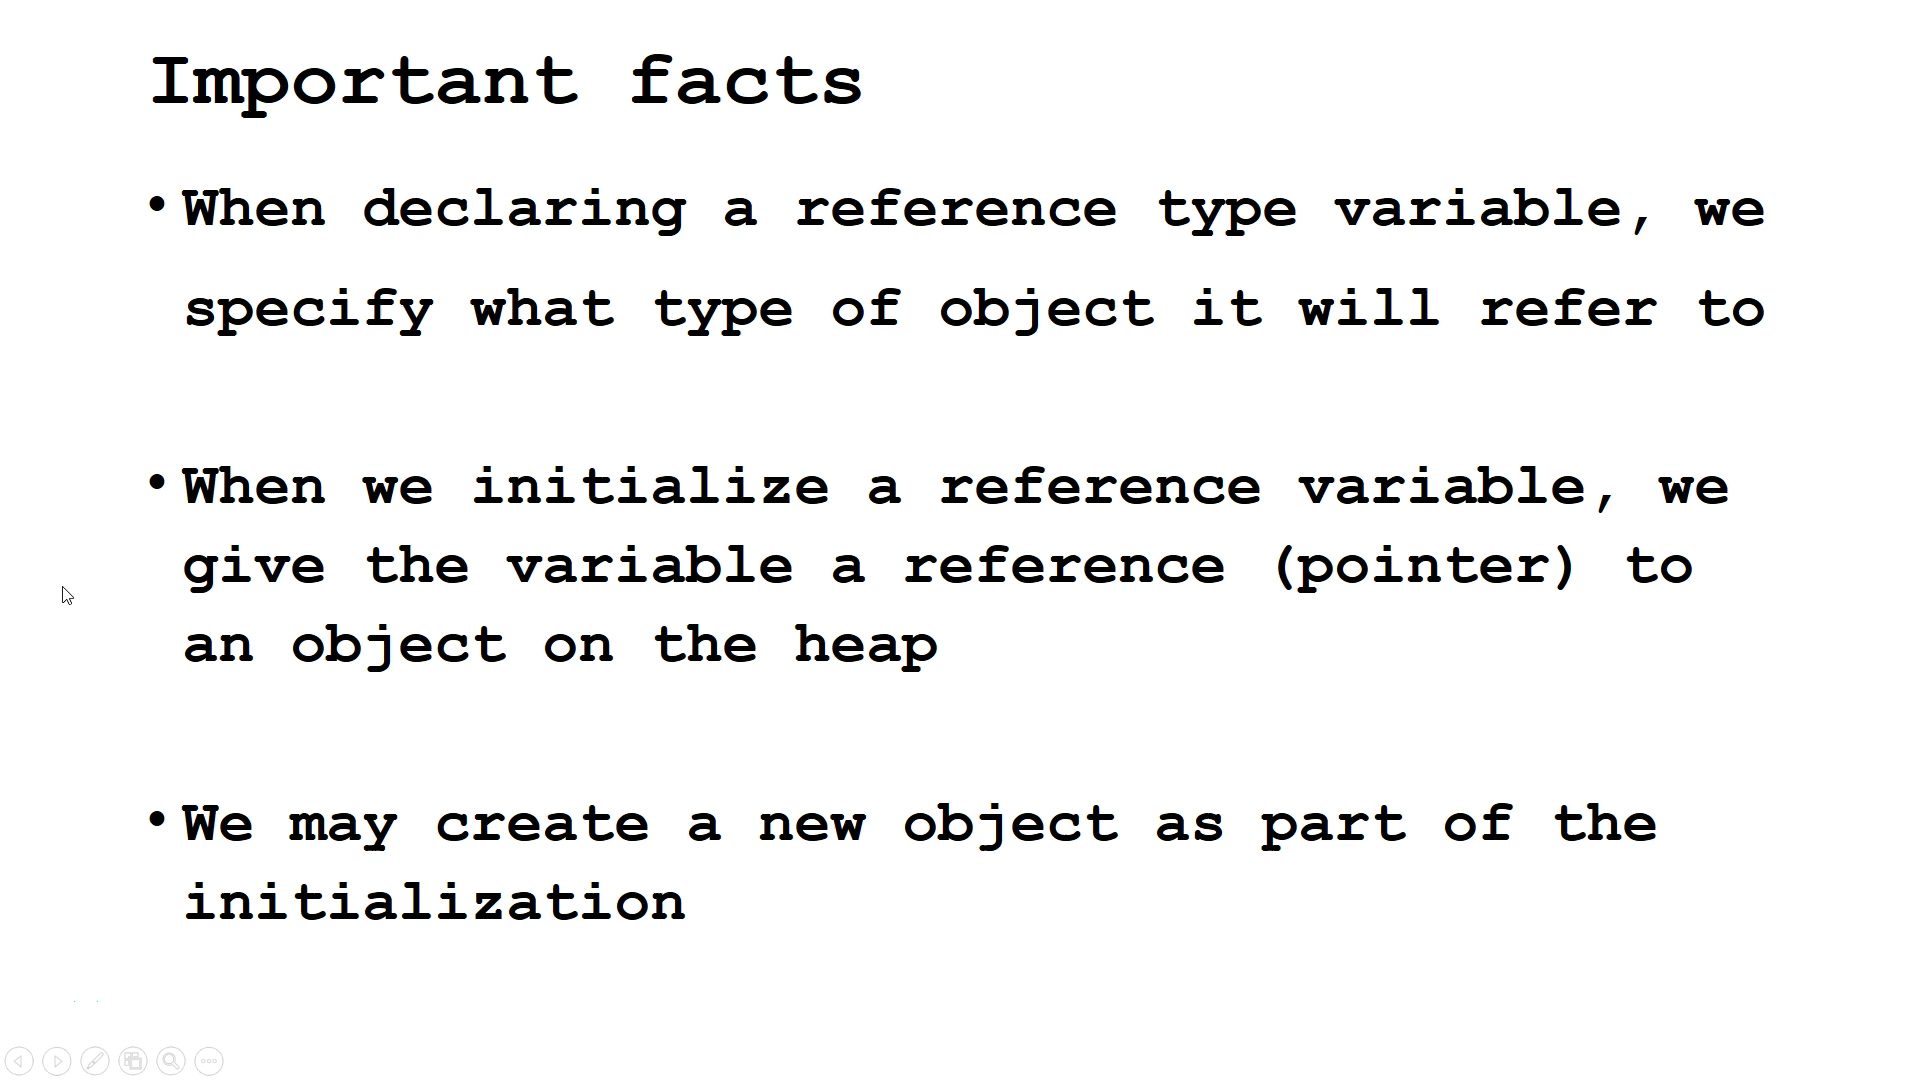 Important facts
• When declaring a reference type variable, we
specify what type of object it will refer to
• When we initialize a reference variable, we
give the variable a reference (pointer) to
an object on the heap
• We may create a new object as part of the
initialization